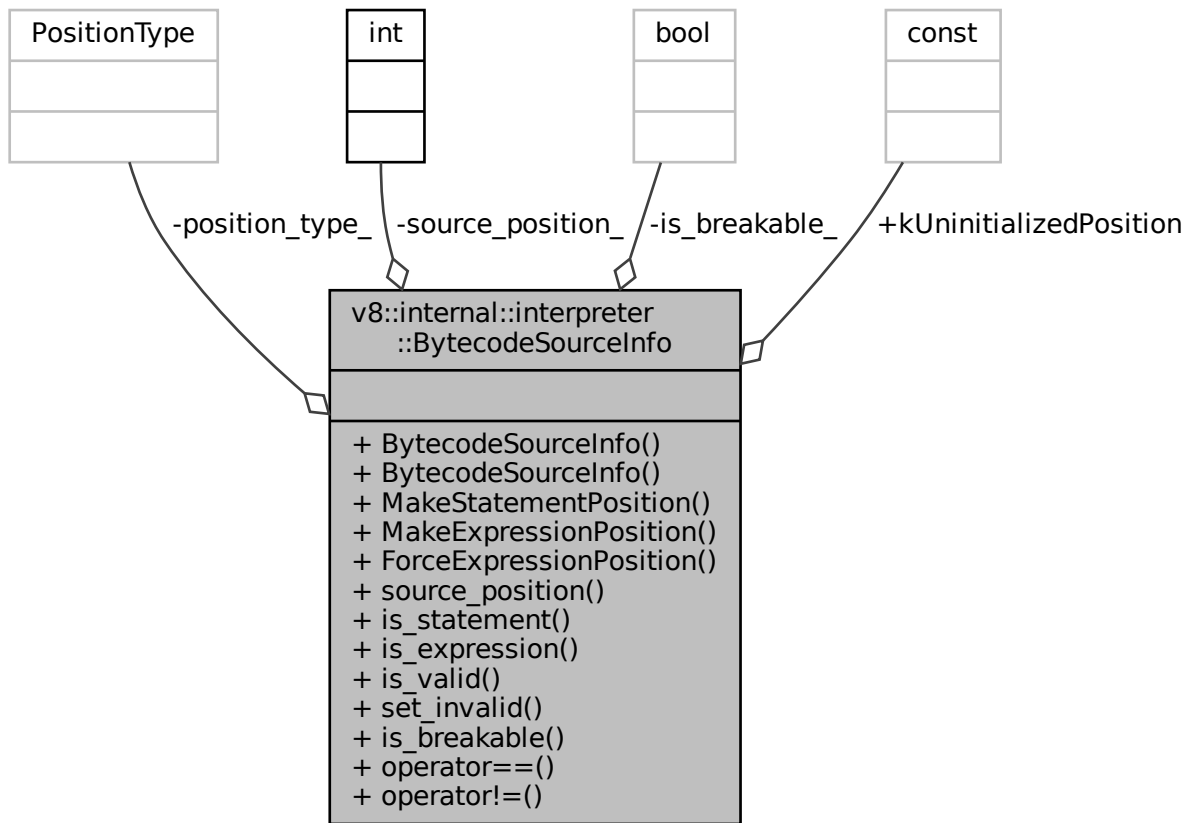 PositionType
int
bool
const
-position_type_
-source_position_
-is_breakable_
+kUninitializedPosition
v8::internal::interpreter
::BytecodeSourceInfo
+ BytecodeSourceInfo()
+ BytecodeSourceInfo()
+ MakeStatementPosition()
+ MakeExpressionPosition()
+ ForceExpressionPosition()
+ source_position()
+ is_statement()
+ is_expression()
+ is_valid()
+ set_invalid()
+ is_breakable()
+ operator==()
+ operator!=()